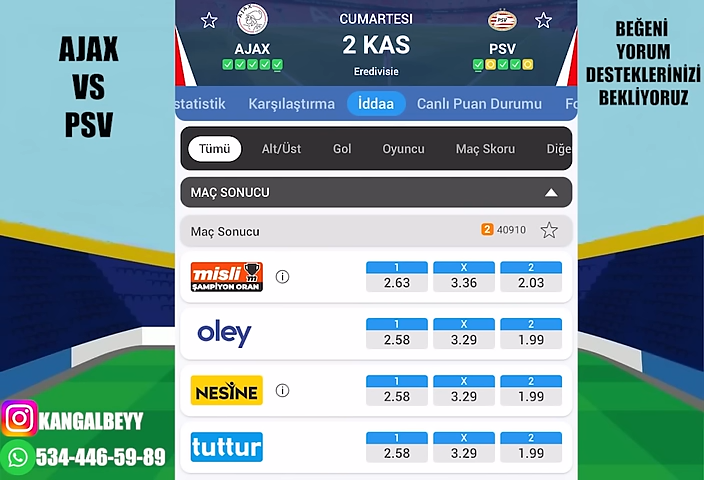 AJAX
VS
PSV
CUMARTESİ
AJAX
2 KAS
PSV
Eredivisie
BEĞENİ
YORUM
DESTEKLERİNİZİ
BEKLİYORUZ
statistik Karşılaştırma İddaa Canlı Puan Durumu Fo
Tümü Alt/Üst Gol Oyuncu Maç Skoru Diğe
MAÇ SONUCU
Maç Sonucu 2 40910
misli
ŞAMPİYON ORAN
1 X 2
2.63 3.36 2.03
oley
1 X 2
2.58 3.29 1.99
NESİNE
1 X 2
2.58 3.29 1.99
tuttur
1 X 2
2.58 3.29 1.99
KANGALBEYY
534-446-59-89